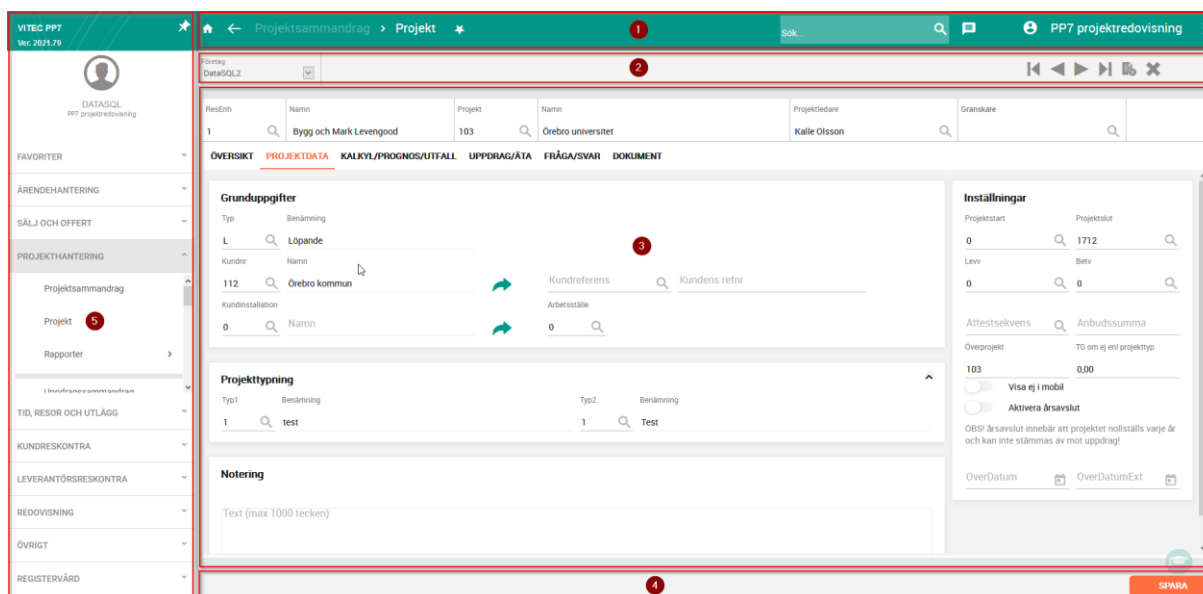 VITEC PP7
Ver. 2021.79
Projektsammandrag > Projekt
1
Sök...
PP7 projektredovisning
Företag
DataSQL2
2
DATASQL
PP7 projektredovisning
FAVORITER
ÄRENDEHANTERING
SÄLJ OCH OFFERT
PROJEKTHANTERING
Projektsammandrag
Projekt
5
Rapporter
Uppdragssammandrag
TID, RESOR OCH UTLÄGG
KUNDRESKONTRA
LEVERANTÖRSRESKONTRA
REDOVISNING
ÖVRIGT
REGISTERVÅRD
ResEnh Namn Projekt Namn Projektledare Granskare
1 Bygg och Mark Levengood 103 Örebro universitet Kalle Olsson
ÖVERSIKT PROJEKTDATA KALKYL/PROGNOS/UTFALL UPPDRAG/ÄTA FRÅGA/SVAR DOKUMENT
Grunduppgifter
Typ Benämning
L Löpande
3
Kundnr Namn
112 Örebro kommun Kundreferens Kundens refnr
Kundinstallation Arbetsställe
0 Namn 0
Projekttypning
Typ1 Benämning Typ2 Benämning
1 test 1 Test
Notering
Text (max 1000 tecken)
Inställningar
Projektstart Projektslut
0 1712
Levv Betv
0 0
Attestsekvens Anbudssumma
Överprojekt TG om ej enl projekttyp
103 0,00
Visa ej i mobil
Aktivera årsavslut
OBS! årsavslut innebär att projektet nollställs varje år
och kan inte stämmas av mot uppdrag!
OverDatum OverDatumExt
4
SPARA